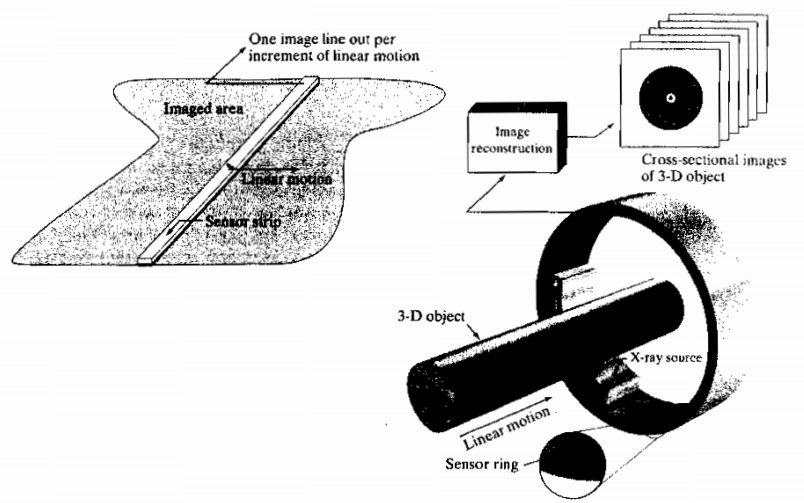 One image line out per
increment of linear motion
Imaged area
Linear motion
Sensor strip
Image
reconstruction
Cross-sectional images
of 3-D object
3-D object
X-ray source
Linear motion
Sensor ring